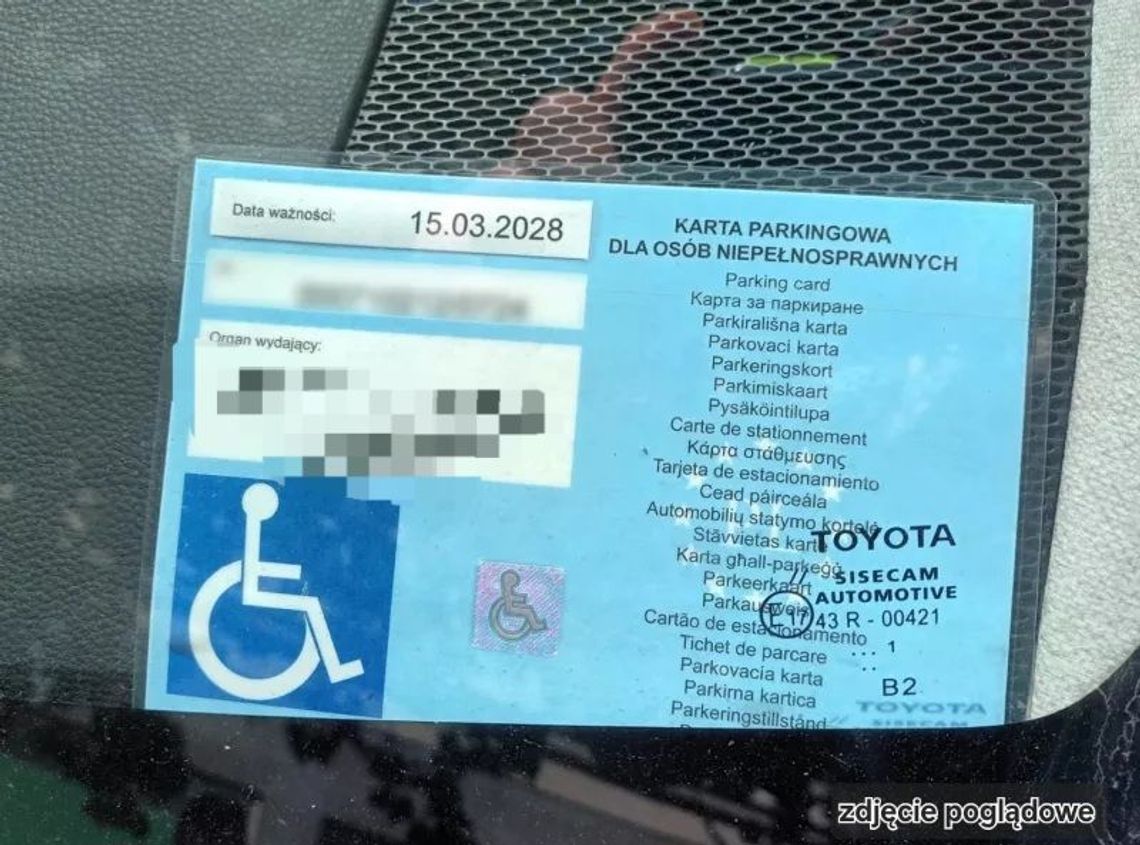 Data ważności: 15.03.2028
Organ wydający:
KARTA PARKINGOWA
DLA OSÓB NIEPEŁNOSPRAWNYCH
Parking card
Карта за паркиране
Parkirališna karta
Parkovací karta
Parkeringskort
Parkimiskaart
Pysäköintilupa
Carte de stationnement
Κάρτα στάθμευσης
Tarjeta de estacionamiento
Cead páirceála
Automobilių statymo kortelė
Stāvvietas karte
Karta għall-parkeġġ
Parkeerkaart
Parkausweis
Cartão de estacionamento
Tichet de parcare
Parkovacia karta
Parkirna kartica
Parkeringstillstånd
TOYOTA
// SISECAM
AUTOMOTIVE
E17 43 R - 00421
... 1
..
B2
TOYOTA
SISECAM
zdjęcie poglądowe